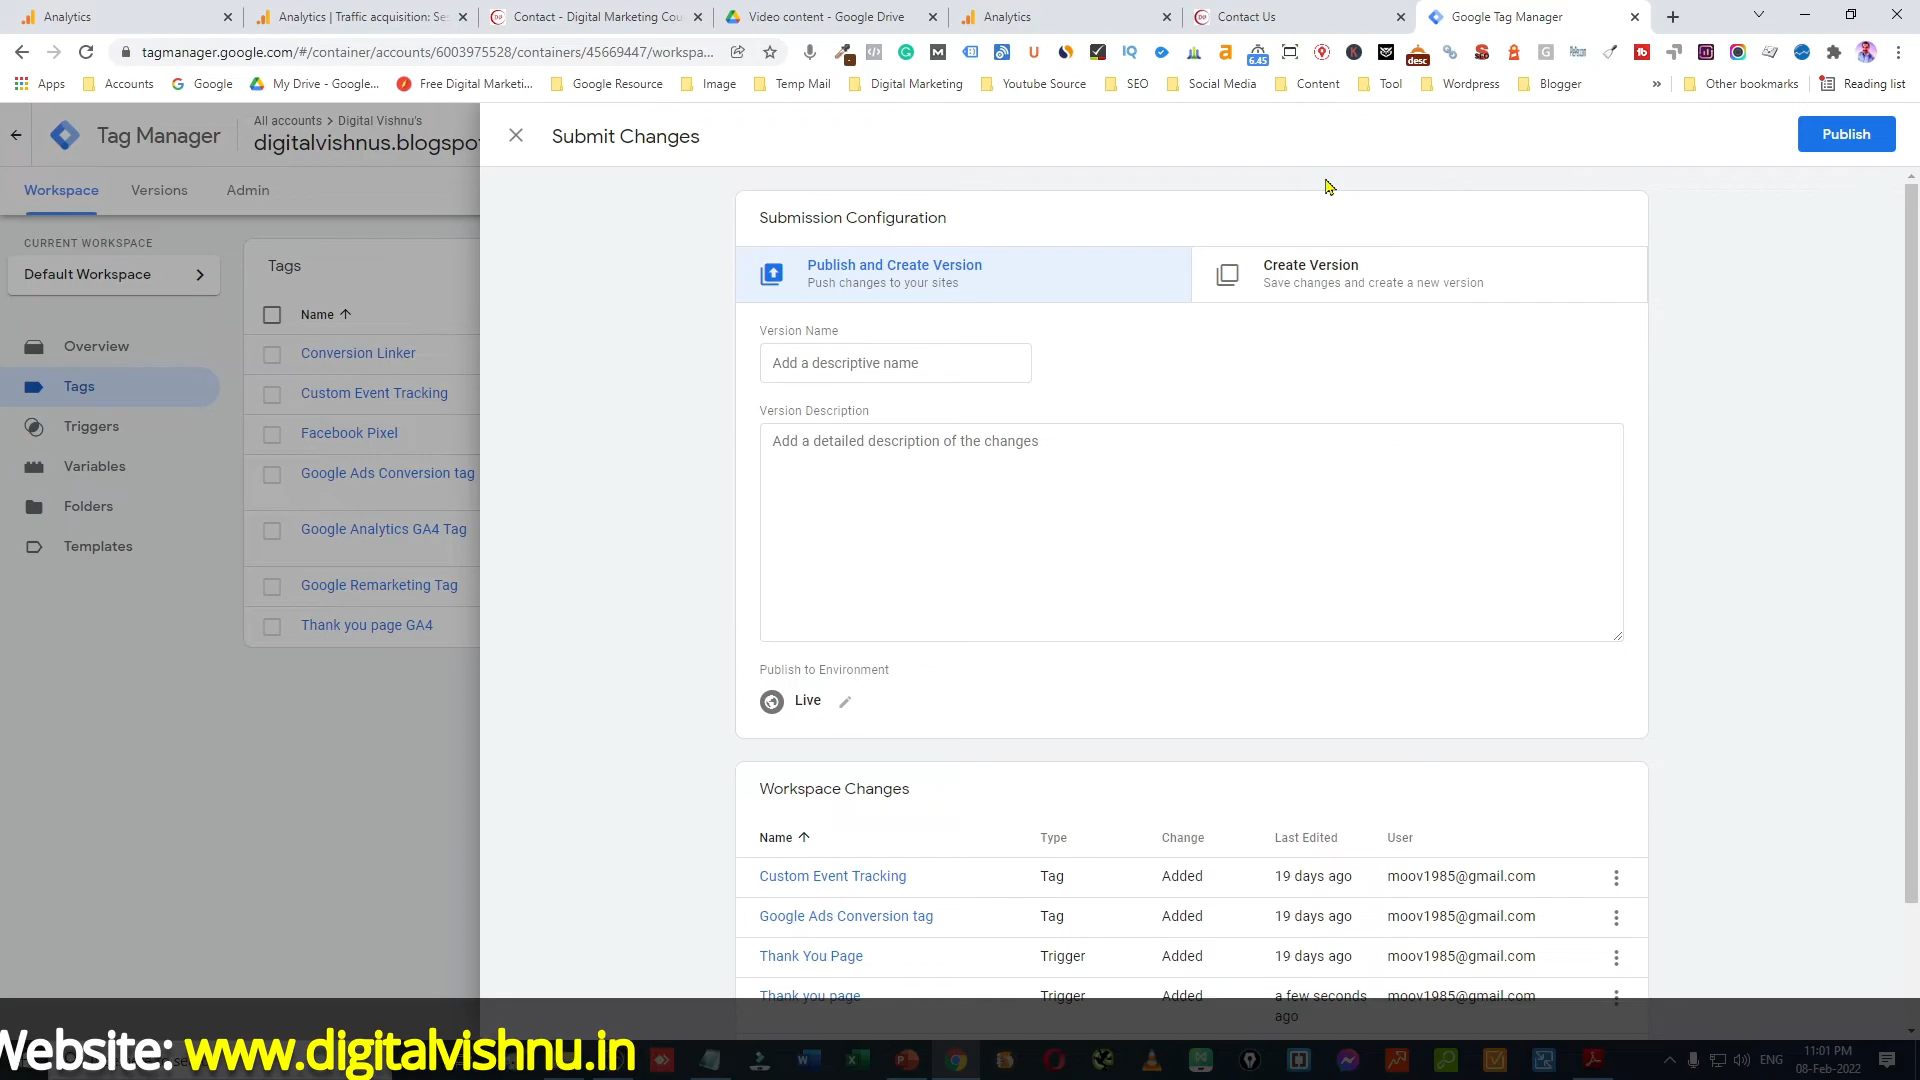 Analytics
Analytics | Traffic acquisition: Se
Contact - Digital Marketing Cou
Video content - Google Drive
Analytics
Contact Us
Google Tag Manager
tagmanager.google.com/#/container/accounts/6003975528/containers/45669447/workspa...
6.45
desc
Apps
Accounts
Google
My Drive - Google...
Free Digital Marketi...
Google Resource
Image
Temp Mail
Digital Marketing
Youtube Source
SEO
Social Media
Content
Tool
Wordpress
Blogger
Other bookmarks
Reading list
Tag Manager
All accounts > Digital Vishnu's
digitalvishnus.blogspo
Submit Changes
Publish
Workspace
Versions
Admin
CURRENT WORKSPACE
Default Workspace
Overview
Tags
Triggers
Variables
Folders
Templates
Tags
Name
Conversion Linker
Custom Event Tracking
Facebook Pixel
Google Ads Conversion tag
Google Analytics GA4 Tag
Google Remarketing Tag
Thank you page GA4
Submission Configuration
Publish and Create Version
Push changes to your sites
Create Version
Save changes and create a new version
Version Name
Add a descriptive name
Version Description
Add a detailed description of the changes
Publish to Environment
Live
Workspace Changes
Name Type Change Last Edited User
Custom Event Tracking Tag Added 19 days ago moov1985@gmail.com
Google Ads Conversion tag Tag Added 19 days ago moov1985@gmail.com
Thank You Page Trigger Added 19 days ago moov1985@gmail.com
Thank you page Trigger Added a few seconds ago moov1985@gmail.com
Website: www.digitalvishnu.in
ENG
11:01 PM
08-Feb-2022